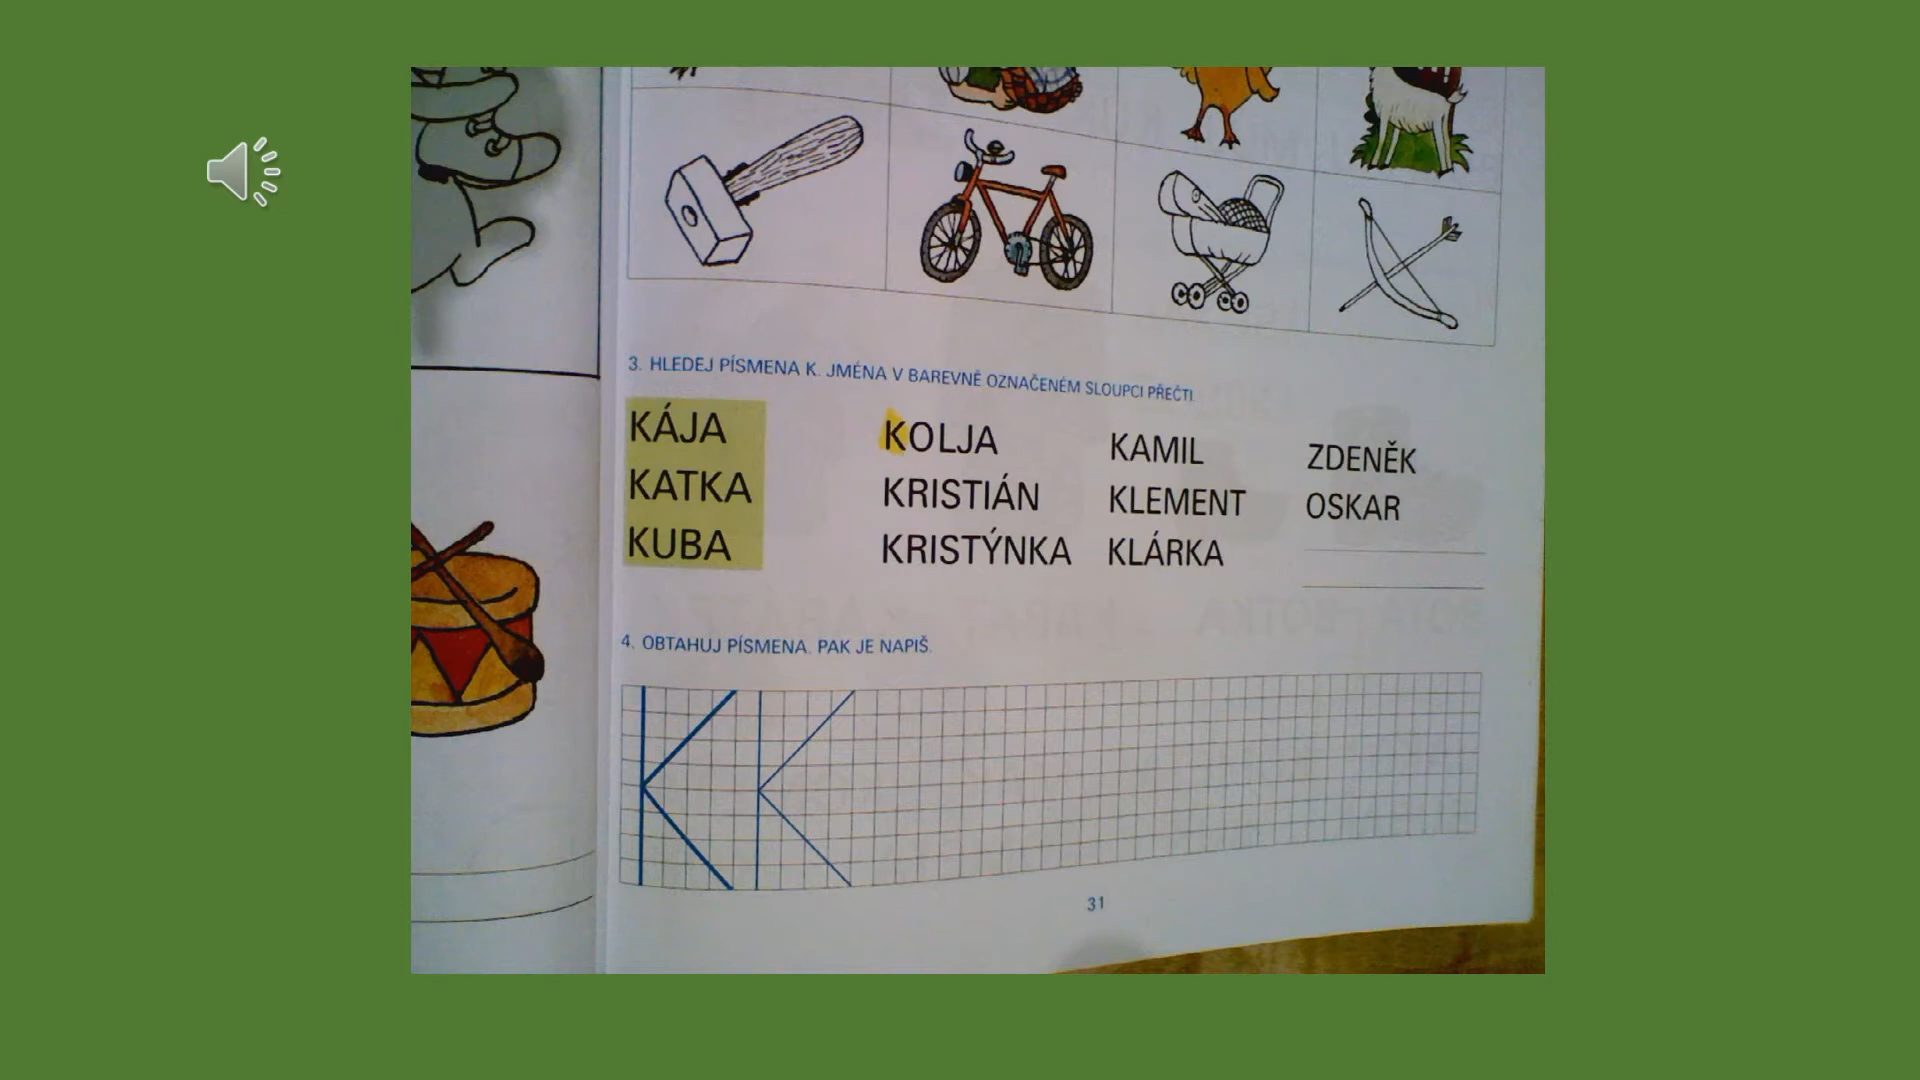 3. HLEDEJ PÍSMENA K. JMÉNA V BAREVNĚ OZNAČENÉM SLOUPCI PŘEČTI.
KÁJA KOLJA KAMIL ZDENĚK
KATKA KRISTIÁN KLEMENT OSKAR
KUBA KRISTÝNKA KLÁRKA
4. OBTAHUJ PÍSMENA. PAK JE NAPIŠ.
K K
31